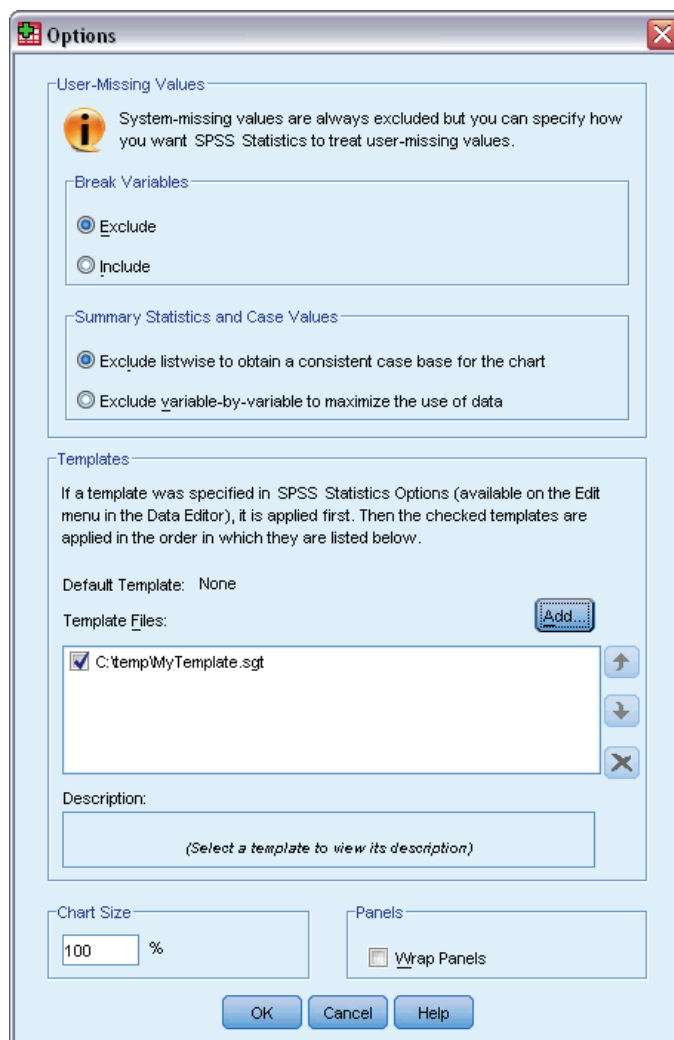 Options
User-Missing Values
System-missing values are always excluded but you can specify how
you want SPSS Statistics to treat user-missing values.
Break Variables
Exclude
Include
Summary Statistics and Case Values
Exclude listwise to obtain a consistent case base for the chart
Exclude variable-by-variable to maximize the use of data
Templates
If a template was specified in SPSS Statistics Options (available on the Edit
menu in the Data Editor), it is applied first. Then the checked templates are
applied in the order in which they are listed below.
Default Template: None
Template Files:
Add...
C:\temp\MyTemplate.sgt
Description:
(Select a template to view its description)
Chart Size
100 %
Panels
Wrap Panels
OK
Cancel
Help